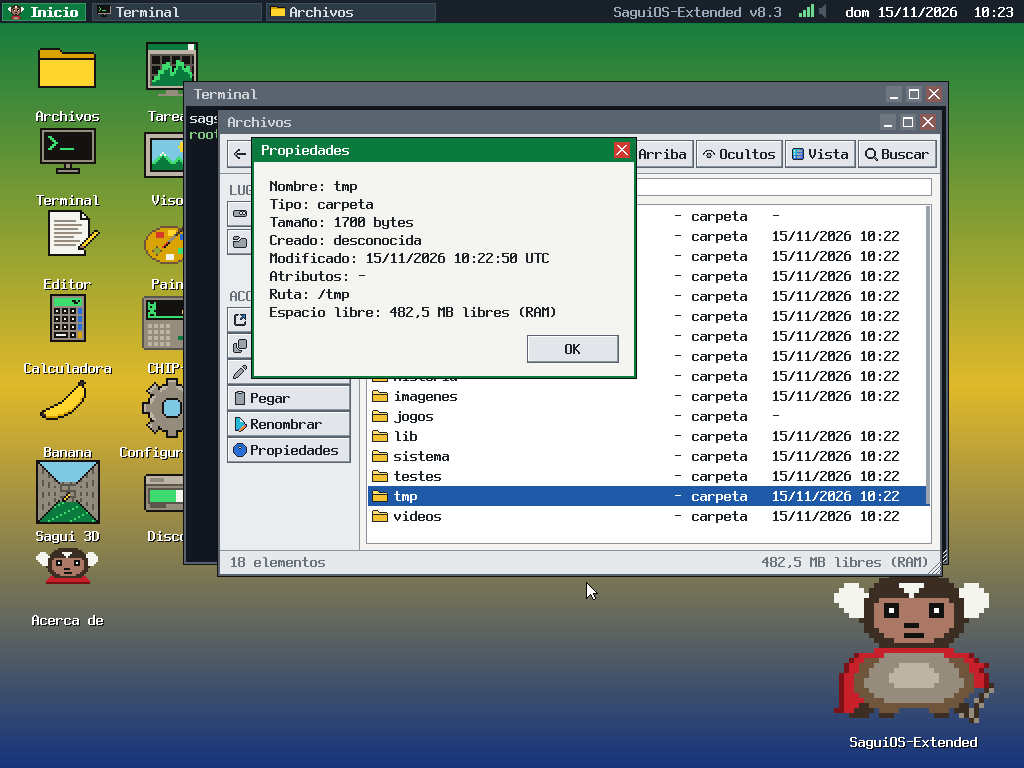 Inicio
Terminal
Archivos
SaguiOS-Extended v8.3
dom 15/11/2026 10:23
Archivos
Terminal
Editor
Calculadora
Banana
Sagui 3D
Acerca de
Tarea
Viso
Pain
CHIP-
Configur
Disco
Terminal
sags
root
Archivos
Arriba
Ocultos
Vista
Buscar
LUG
ACC
Pegar
Renombrar
Propiedades
Propiedades
Nombre: tmp
Tipo: carpeta
Tamaño: 1700 bytes
Creado: desconocida
Modificado: 15/11/2026 10:22:50 UTC
Atributos: -
Ruta: /tmp
Espacio libre: 482,5 MB libres (RAM)
OK
- carpeta -
- carpeta 15/11/2026 10:22
- carpeta 15/11/2026 10:22
- carpeta 15/11/2026 10:22
- carpeta 15/11/2026 10:22
- carpeta 15/11/2026 10:22
- carpeta 15/11/2026 10:22
- carpeta 15/11/2026 10:22
- carpeta 15/11/2026 10:22
imagenes - carpeta 15/11/2026 10:22
jogos - carpeta -
lib - carpeta 15/11/2026 10:22
sistema - carpeta 15/11/2026 10:22
testes - carpeta 15/11/2026 10:22
tmp - carpeta 15/11/2026 10:22
videos - carpeta 15/11/2026 10:22
18 elementos
482,5 MB libres (RAM)
SaguiOS-Extended